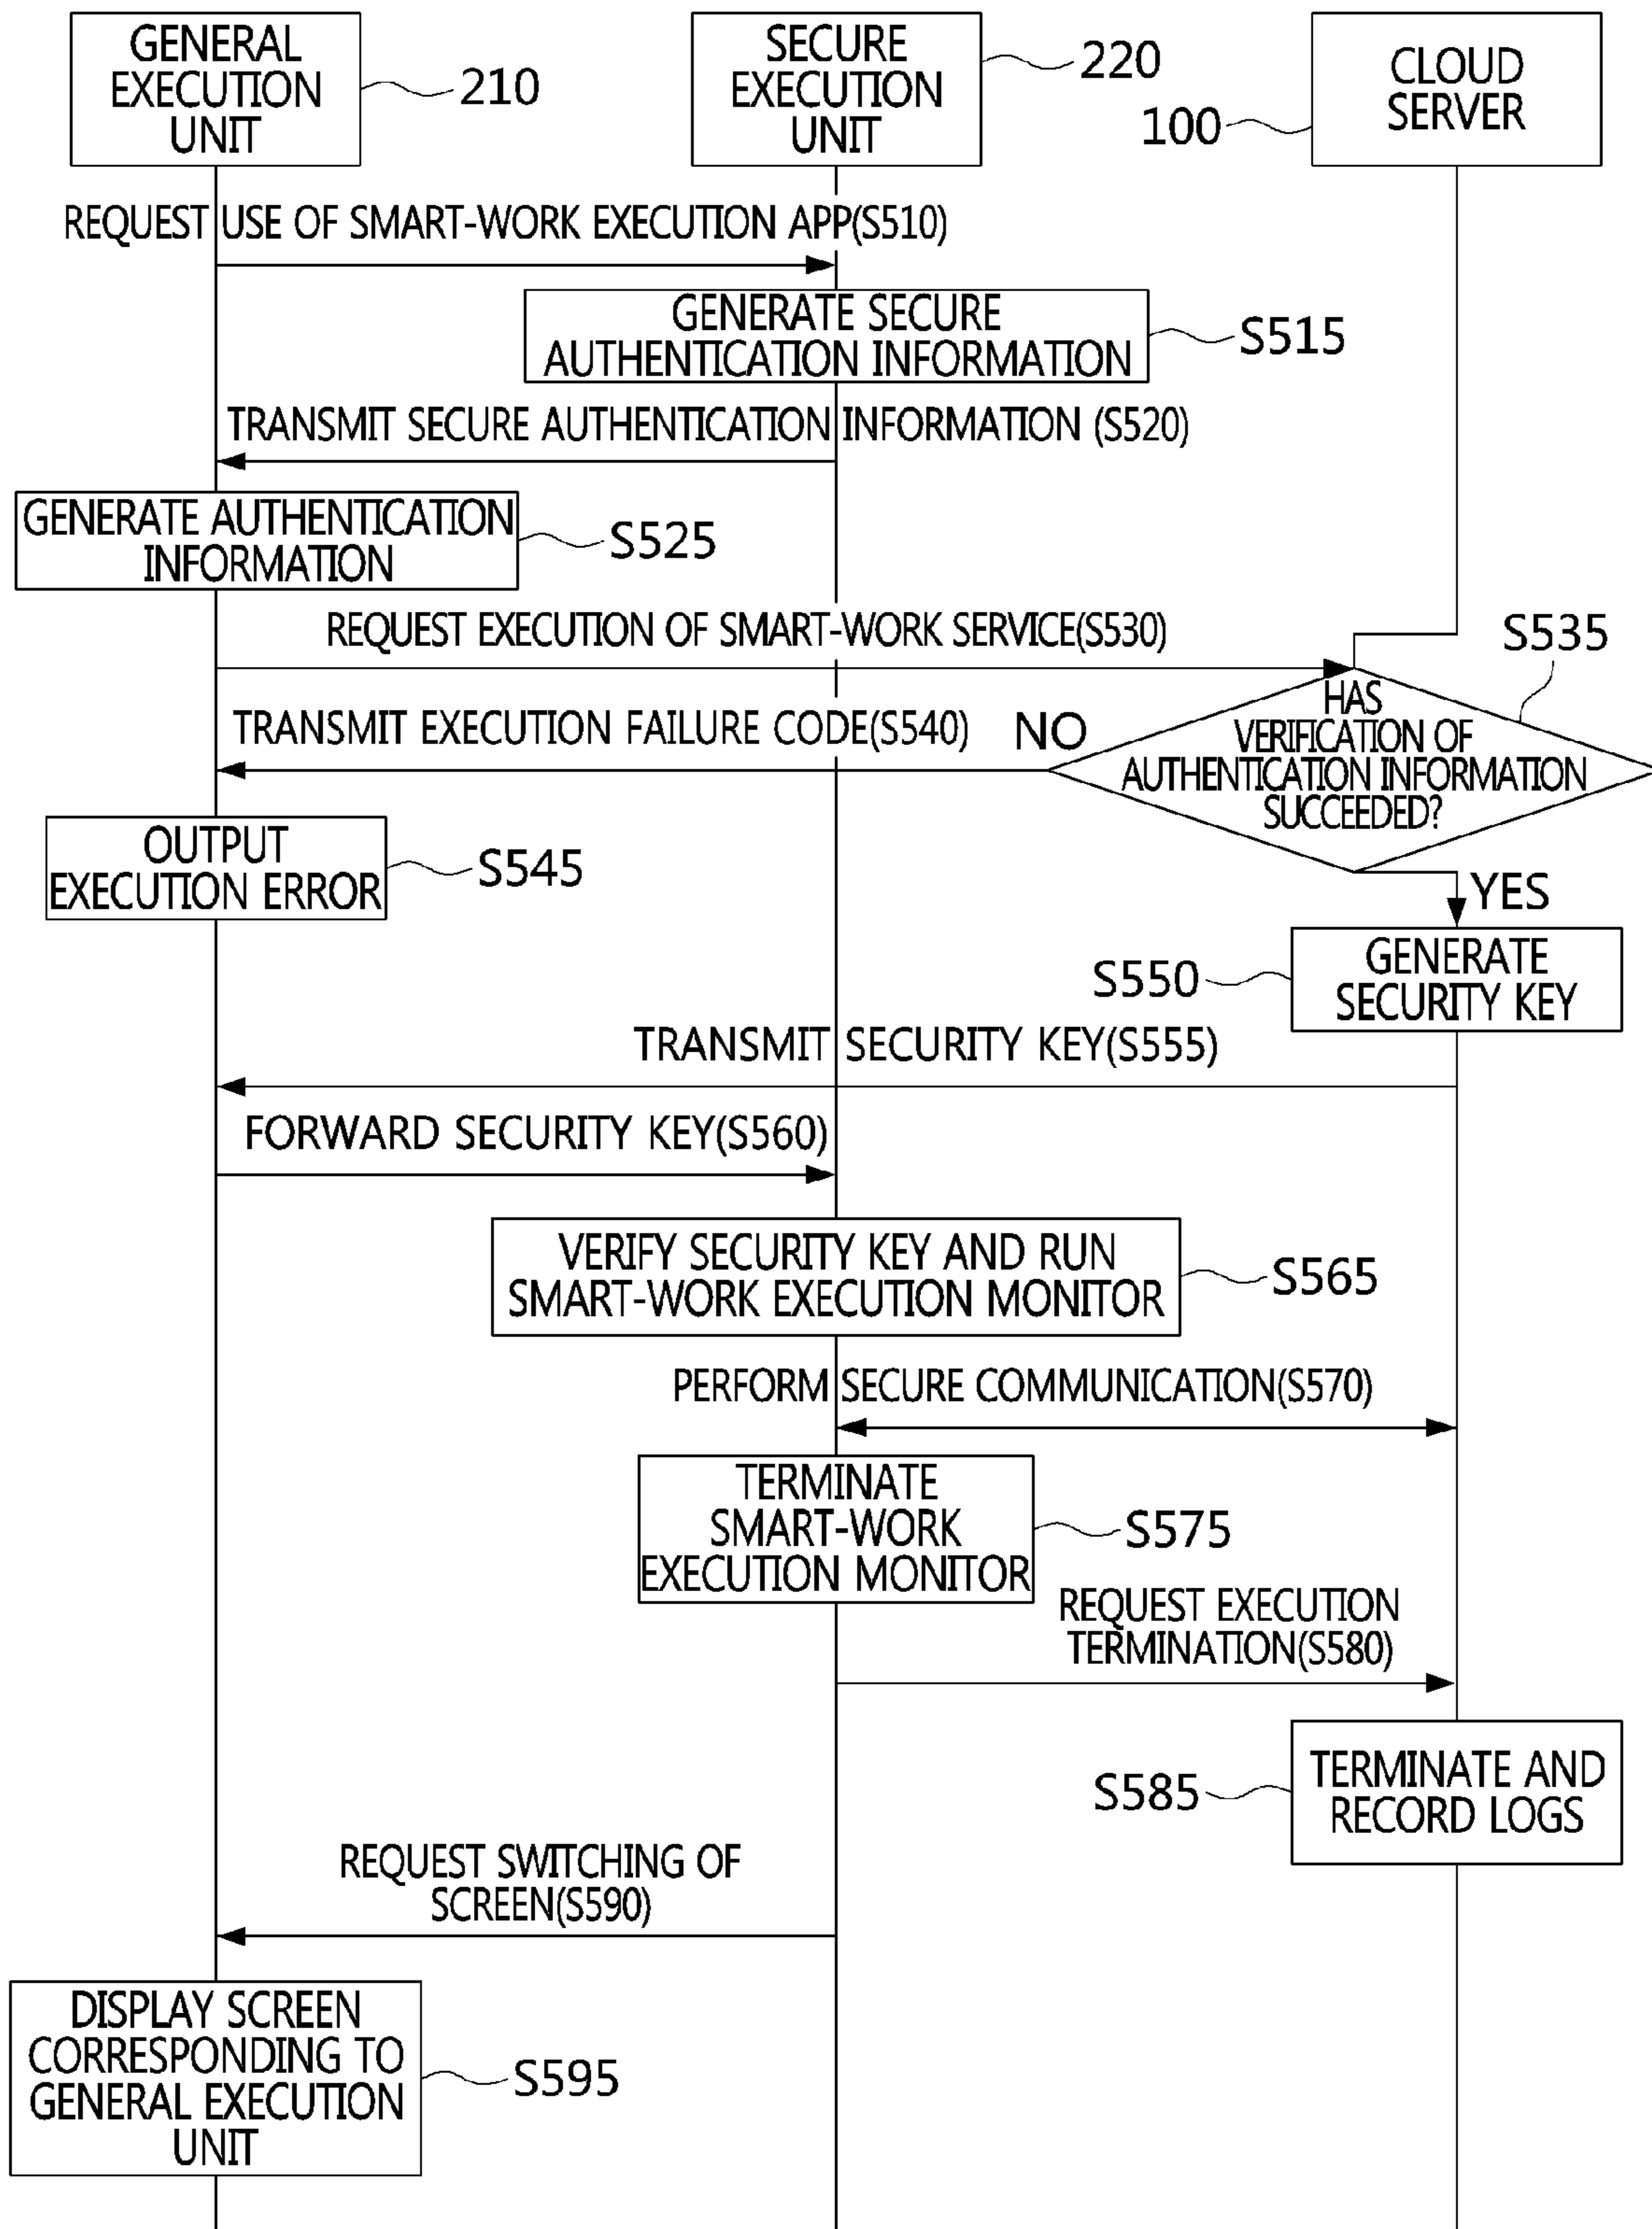 GENERAL
EXECUTION
UNIT
210
SECURE
EXECUTION
UNIT
220
CLOUD
SERVER
100
REQUEST USE OF SMART-WORK EXECUTION APP(S510)
GENERATE SECURE
AUTHENTICATION INFORMATION
S515
TRANSMIT SECURE AUTHENTICATION INFORMATION (S520)
GENERATE AUTHENTICATION
INFORMATION
S525
REQUEST EXECUTION OF SMART-WORK SERVICE(S530)
S535
HAS
VERIFICATION OF
AUTHENTICATION INFORMATION
SUCCEEDED?
TRANSMIT EXECUTION FAILURE CODE(S540)
NO
OUTPUT
EXECUTION ERROR
S545
YES
GENERATE
SECURITY KEY
S550
TRANSMIT SECURITY KEY(S555)
FORWARD SECURITY KEY(S560)
VERIFY SECURITY KEY AND RUN
SMART-WORK EXECUTION MONITOR
S565
PERFORM SECURE COMMUNICATION(S570)
TERMINATE
SMART-WORK
EXECUTION MONITOR
S575
REQUEST EXECUTION
TERMINATION(S580)
TERMINATE AND
RECORD LOGS
S585
REQUEST SWITCHING OF
SCREEN(S590)
DISPLAY SCREEN
CORRESPONDING TO
GENERAL EXECUTION
UNIT
S595